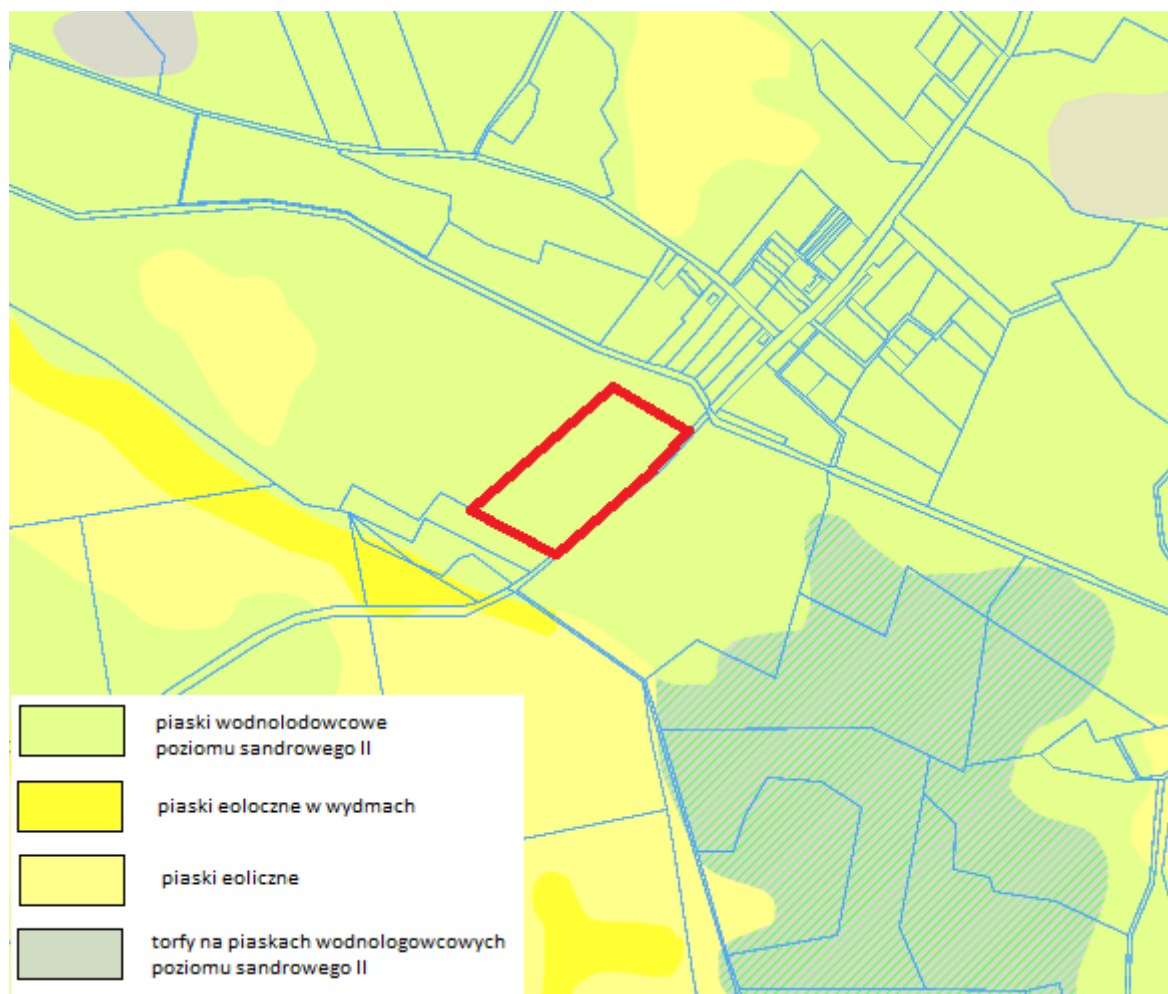 piaski wodnolodowcowe
poziomu sandrowego II
piaski eoloczne w wydmach
piaski eoliczne
torfy na piaskach wodnologowcowych
poziomu sandrowego II